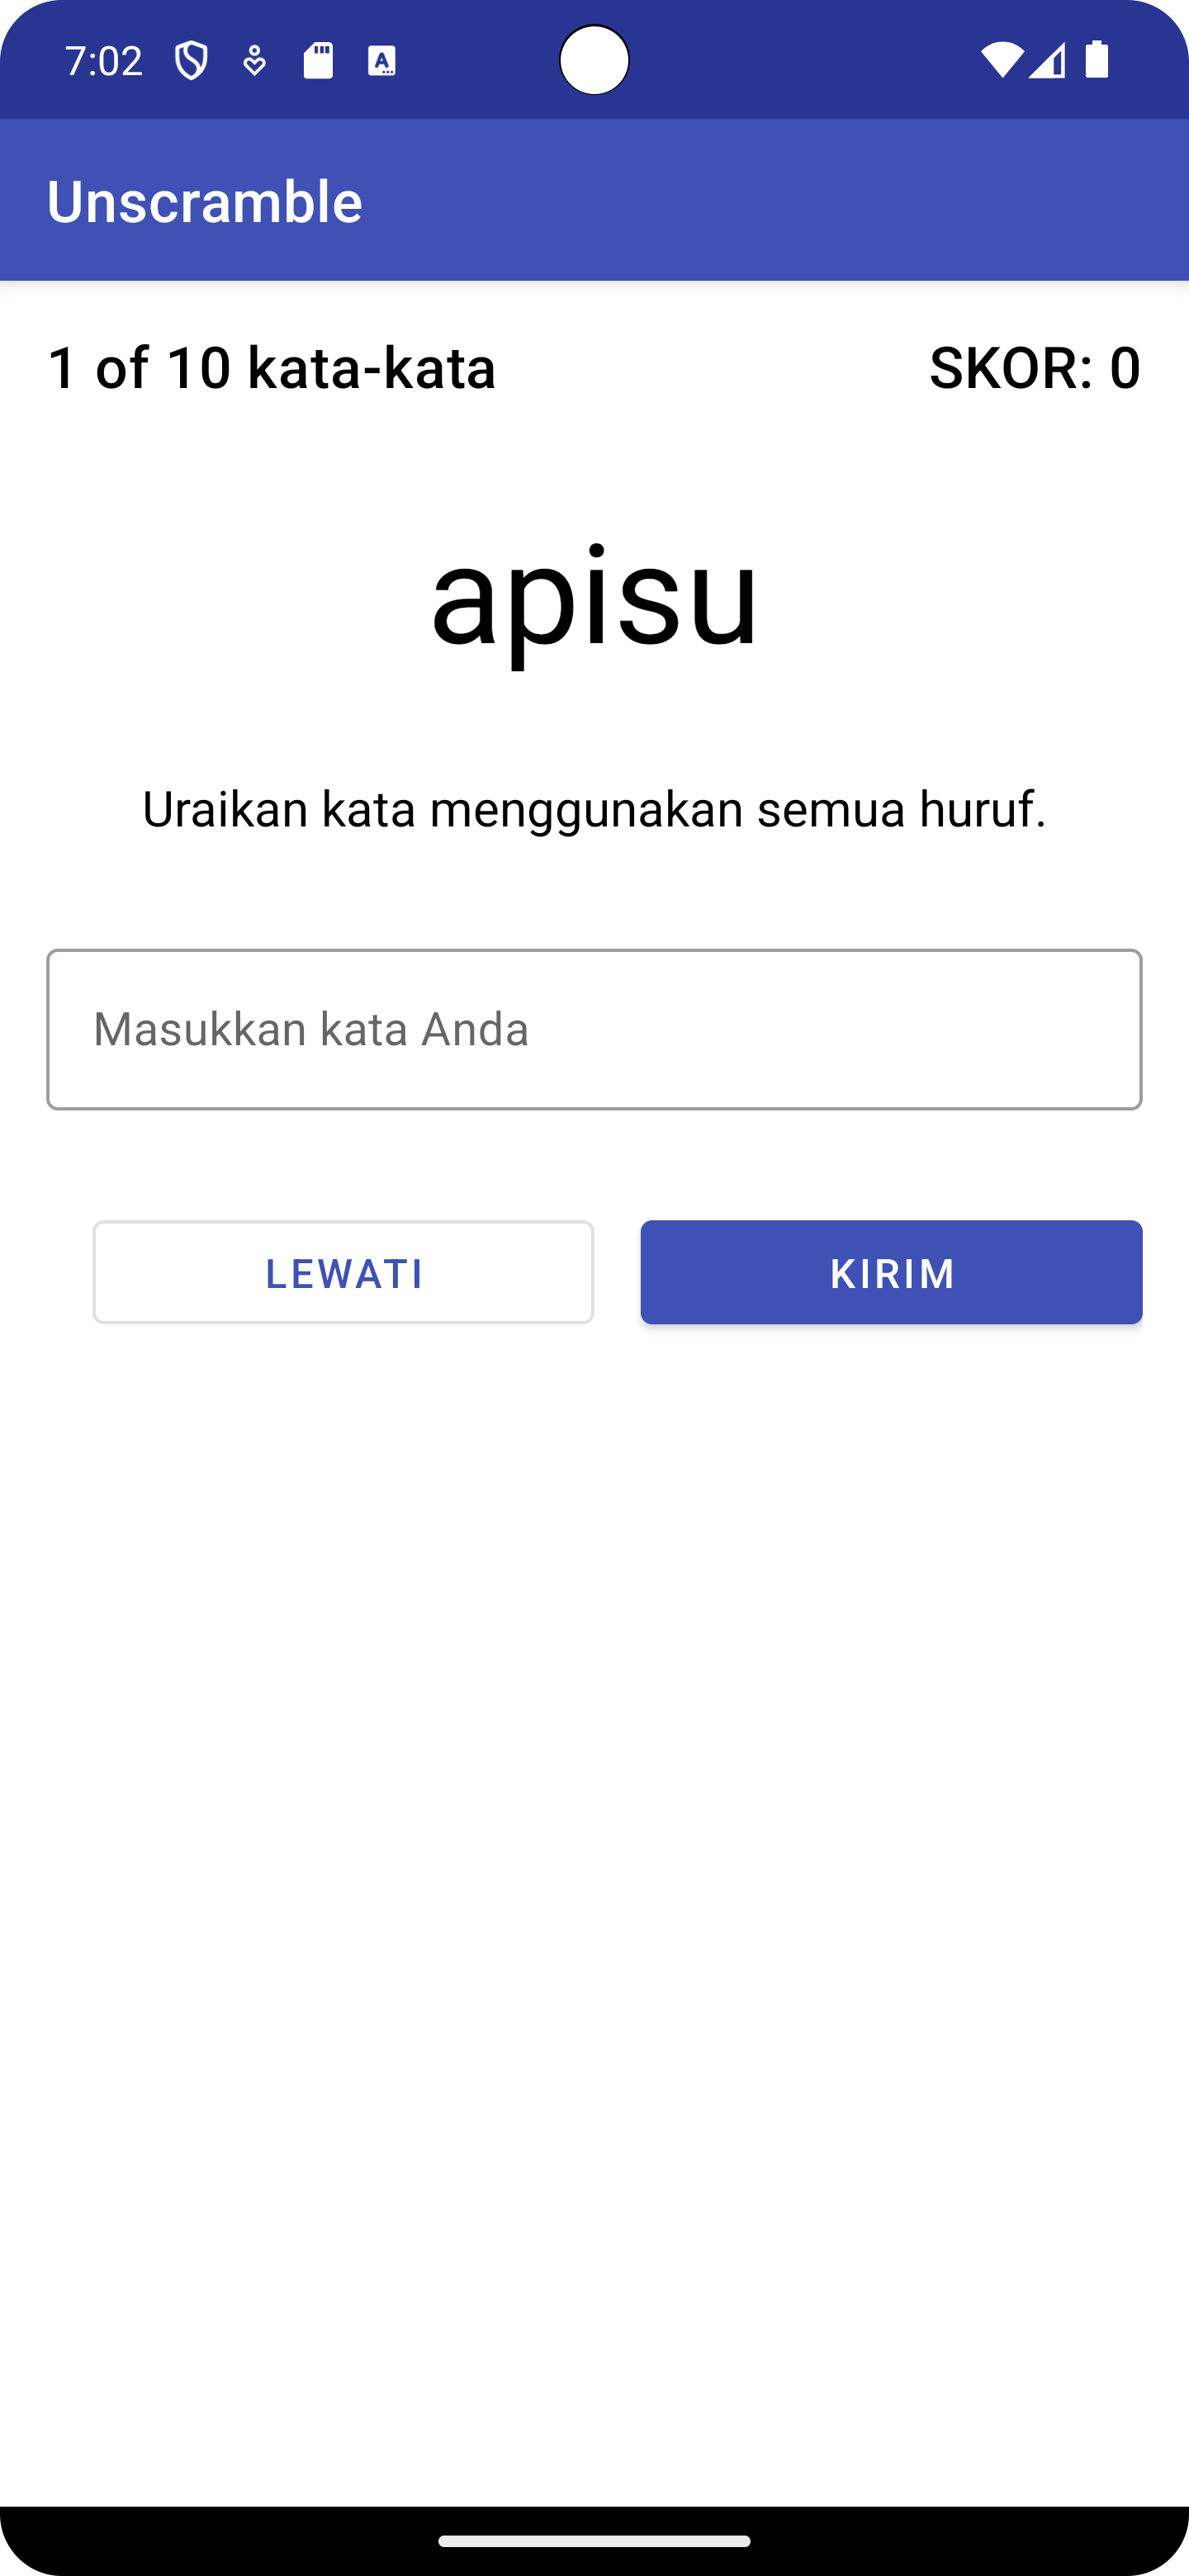 7:02
Unscramble
1 of 10 kata-kata
SKOR: 0
apisu
Uraikan kata menggunakan semua huruf.
Masukkan kata Anda
LEWATI
KIRIM